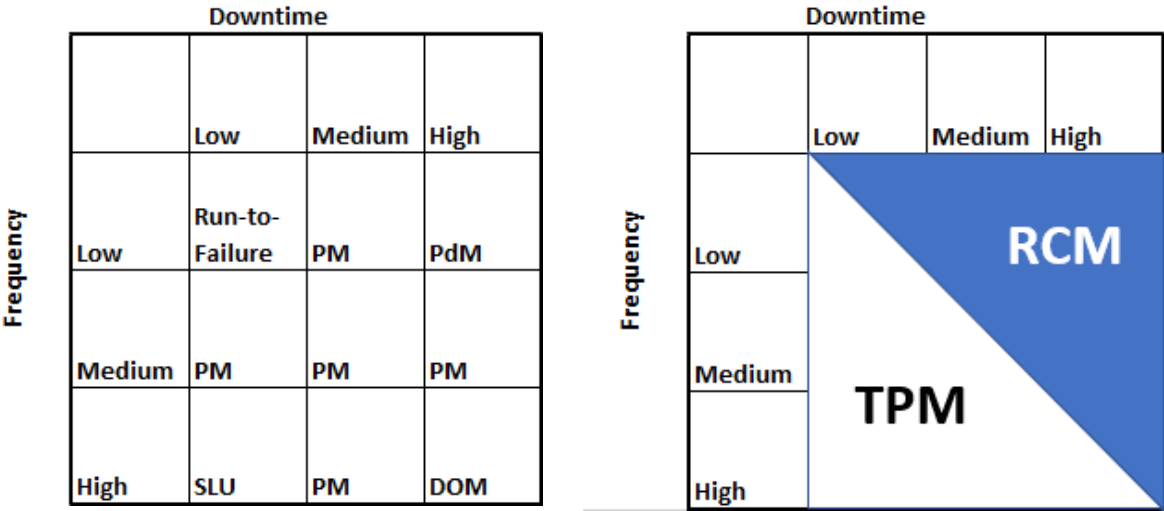 Downtime
Low Medium High
Frequency
Run-to-
Low Failure PM PdM
Medium PM PM PM
High SLU PM DOM
Downtime
Low Medium High
Frequency
RCM
Low
Medium
TPM
High